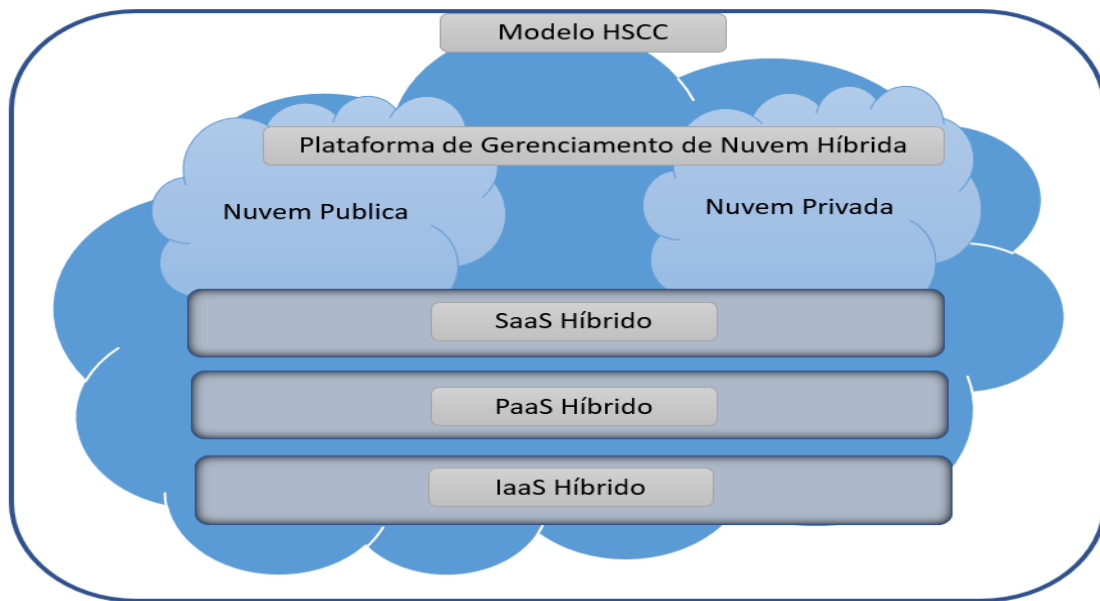 Modelo HSCC
Plataforma de Gerenciamento de Nuvem Híbrida
Nuvem Publica
Nuvem Privada
SaaS Híbrido
PaaS Híbrido
IaaS Híbrido